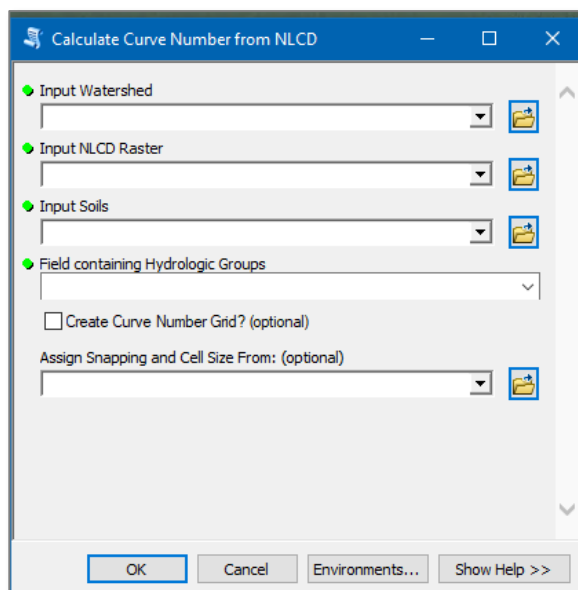 Calculate Curve Number from NLCD
Input Watershed
Input NLCD Raster
Input Soils
Field containing Hydrologic Groups
Create Curve Number Grid? (optional)
Assign Snapping and Cell Size From: (optional)
OK Cancel Environments... Show Help >>